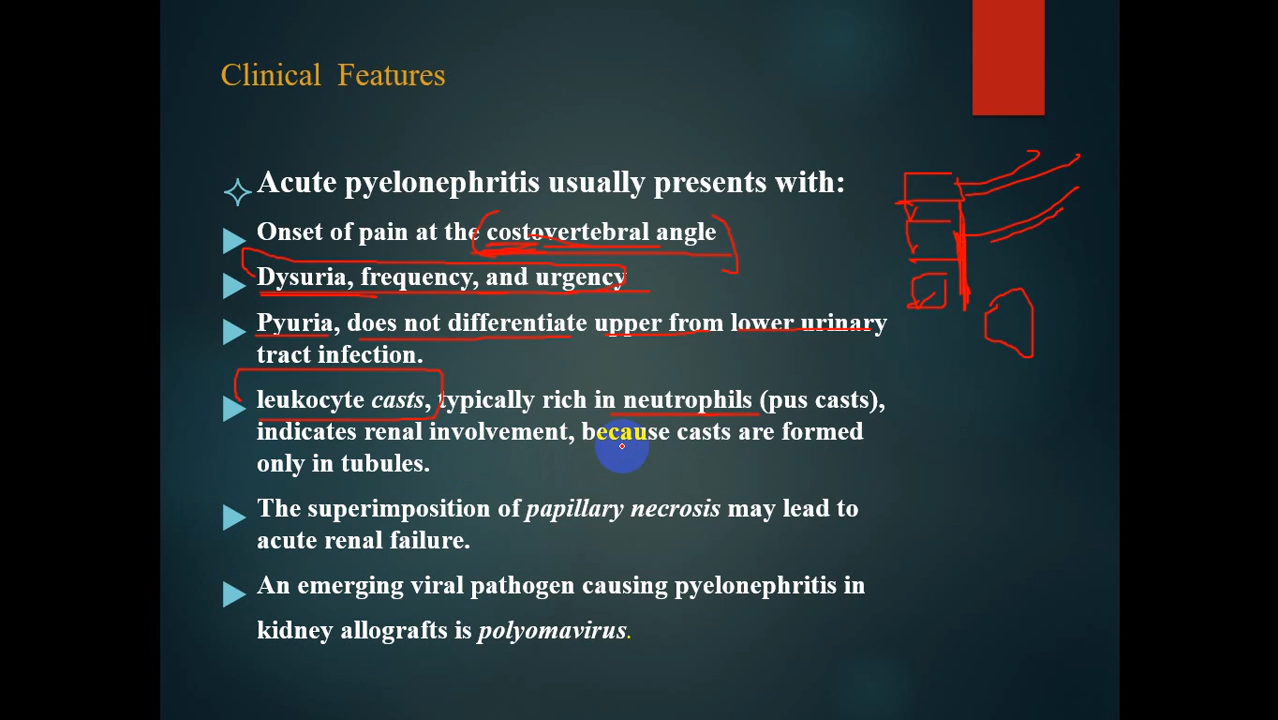 Clinical Features
Acute pyelonephritis usually presents with:
Onset of pain at the costovertebral angle
Dysuria, frequency, and urgency
Pyuria, does not differentiate upper from lower urinary
tract infection.
leukocyte casts, typically rich in neutrophils (pus casts),
indicates renal involvement, because casts are formed
only in tubules.
The superimposition of papillary necrosis may lead to
acute renal failure.
An emerging viral pathogen causing pyelonephritis in
kidney allografts is polyomavirus.